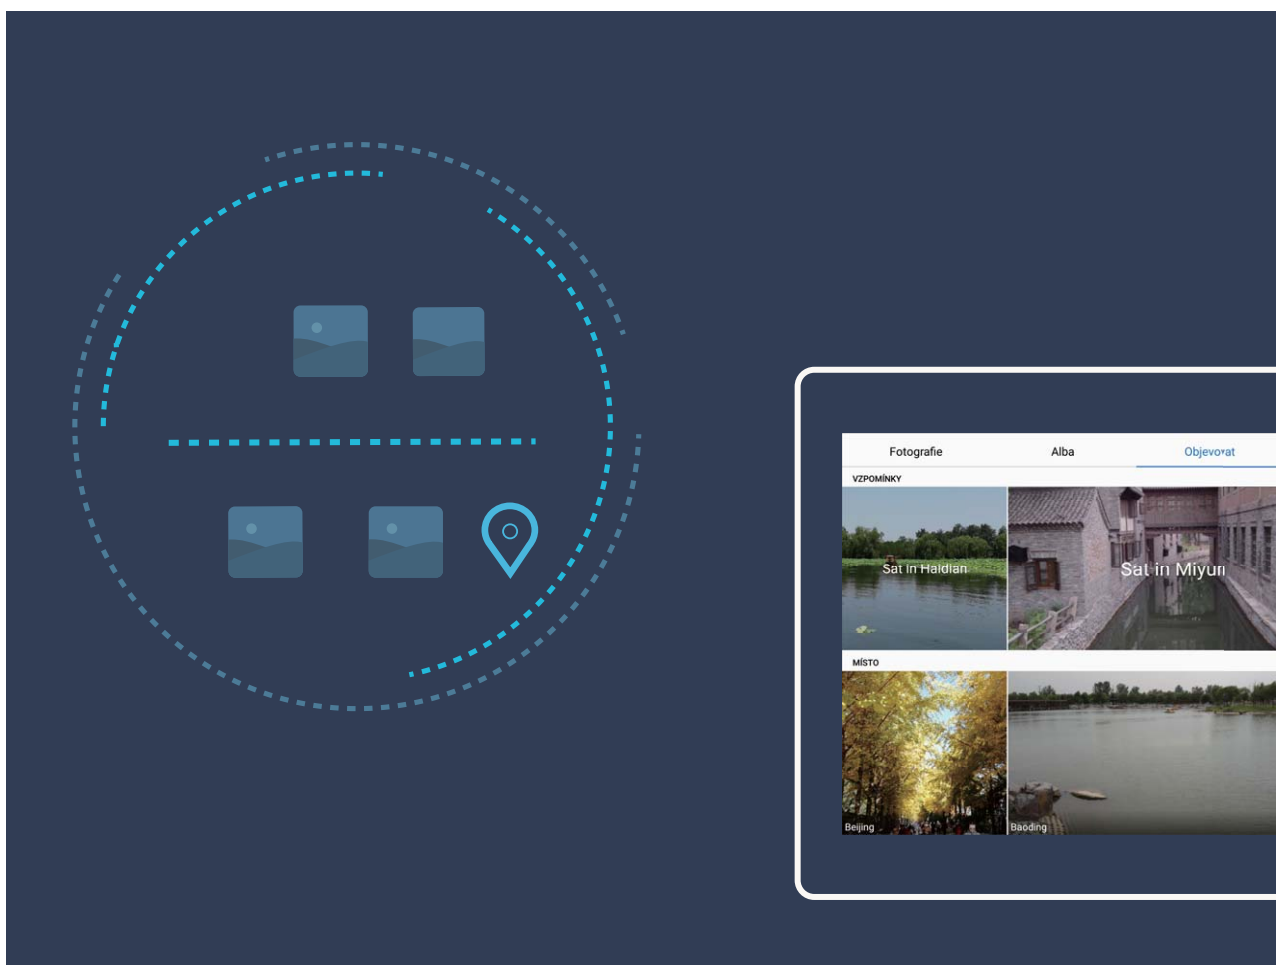 Fotografie Alba Objevovat
VZPOMÍNKY
Sat in Haidian Sat in Miyun
MÍSTO
Beijing Baoding